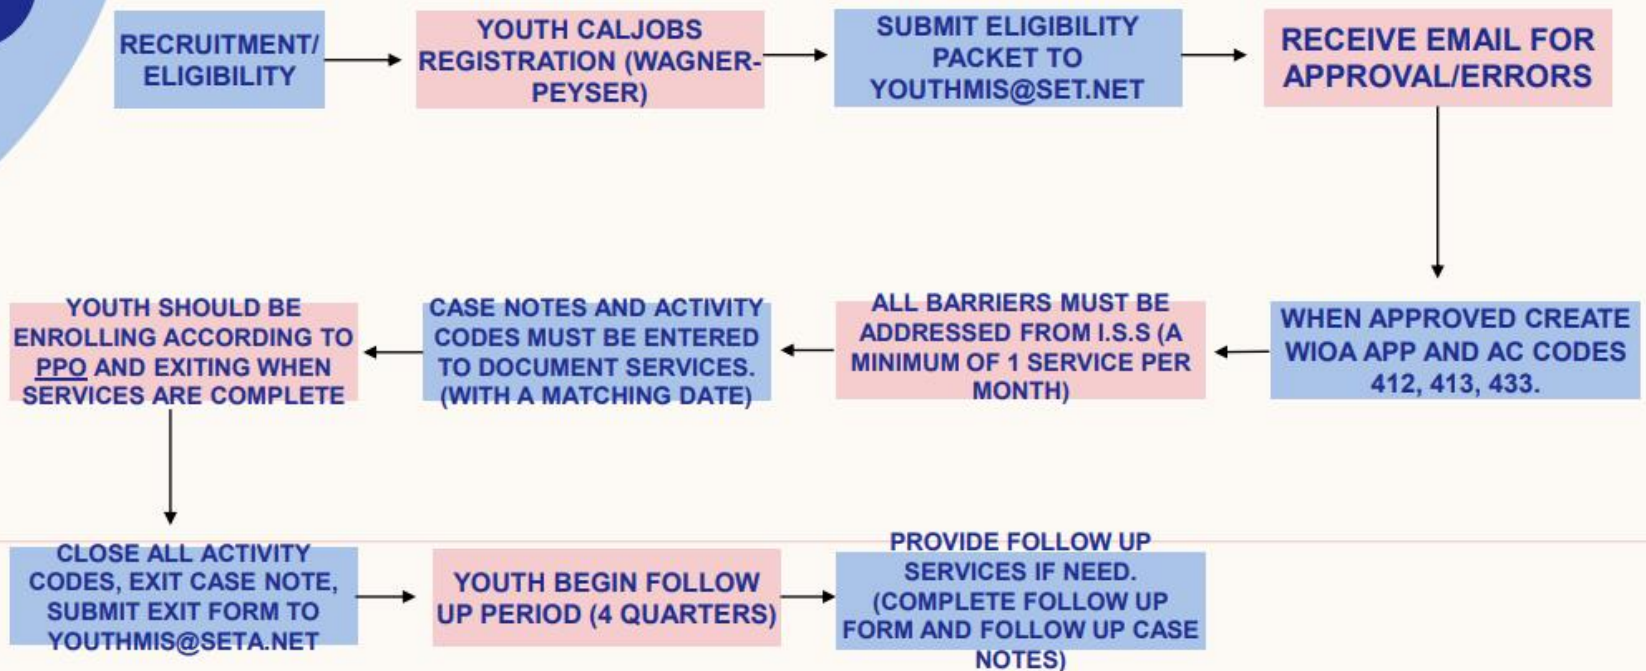 RECRUITMENT/
ELIGIBILITY
YOUTH CALJOBS
REGISTRATION (WAGNER-
PEYSER)
SUBMIT ELIGIBILITY
PACKET TO
YOUTHMIS@SET.NET
RECEIVE EMAIL FOR
APPROVAL/ERRORS
WHEN APPROVED CREATE
WIOA APP AND AC CODES
412, 413, 433.
ALL BARRIERS MUST BE
ADDRESSED FROM I.S.S (A
MINIMUM OF 1 SERVICE PER
MONTH)
CASE NOTES AND ACTIVITY
CODES MUST BE ENTERED
TO DOCUMENT SERVICES.
(WITH A MATCHING DATE)
YOUTH SHOULD BE
ENROLLING ACCORDING TO
PPO AND EXITING WHEN
SERVICES ARE COMPLETE
CLOSE ALL ACTIVITY
CODES, EXIT CASE NOTE,
SUBMIT EXIT FORM TO
YOUTHMIS@SETA.NET
YOUTH BEGIN FOLLOW
UP PERIOD (4 QUARTERS)
PROVIDE FOLLOW UP
SERVICES IF NEED.
(COMPLETE FOLLOW UP
FORM AND FOLLOW UP CASE
NOTES)